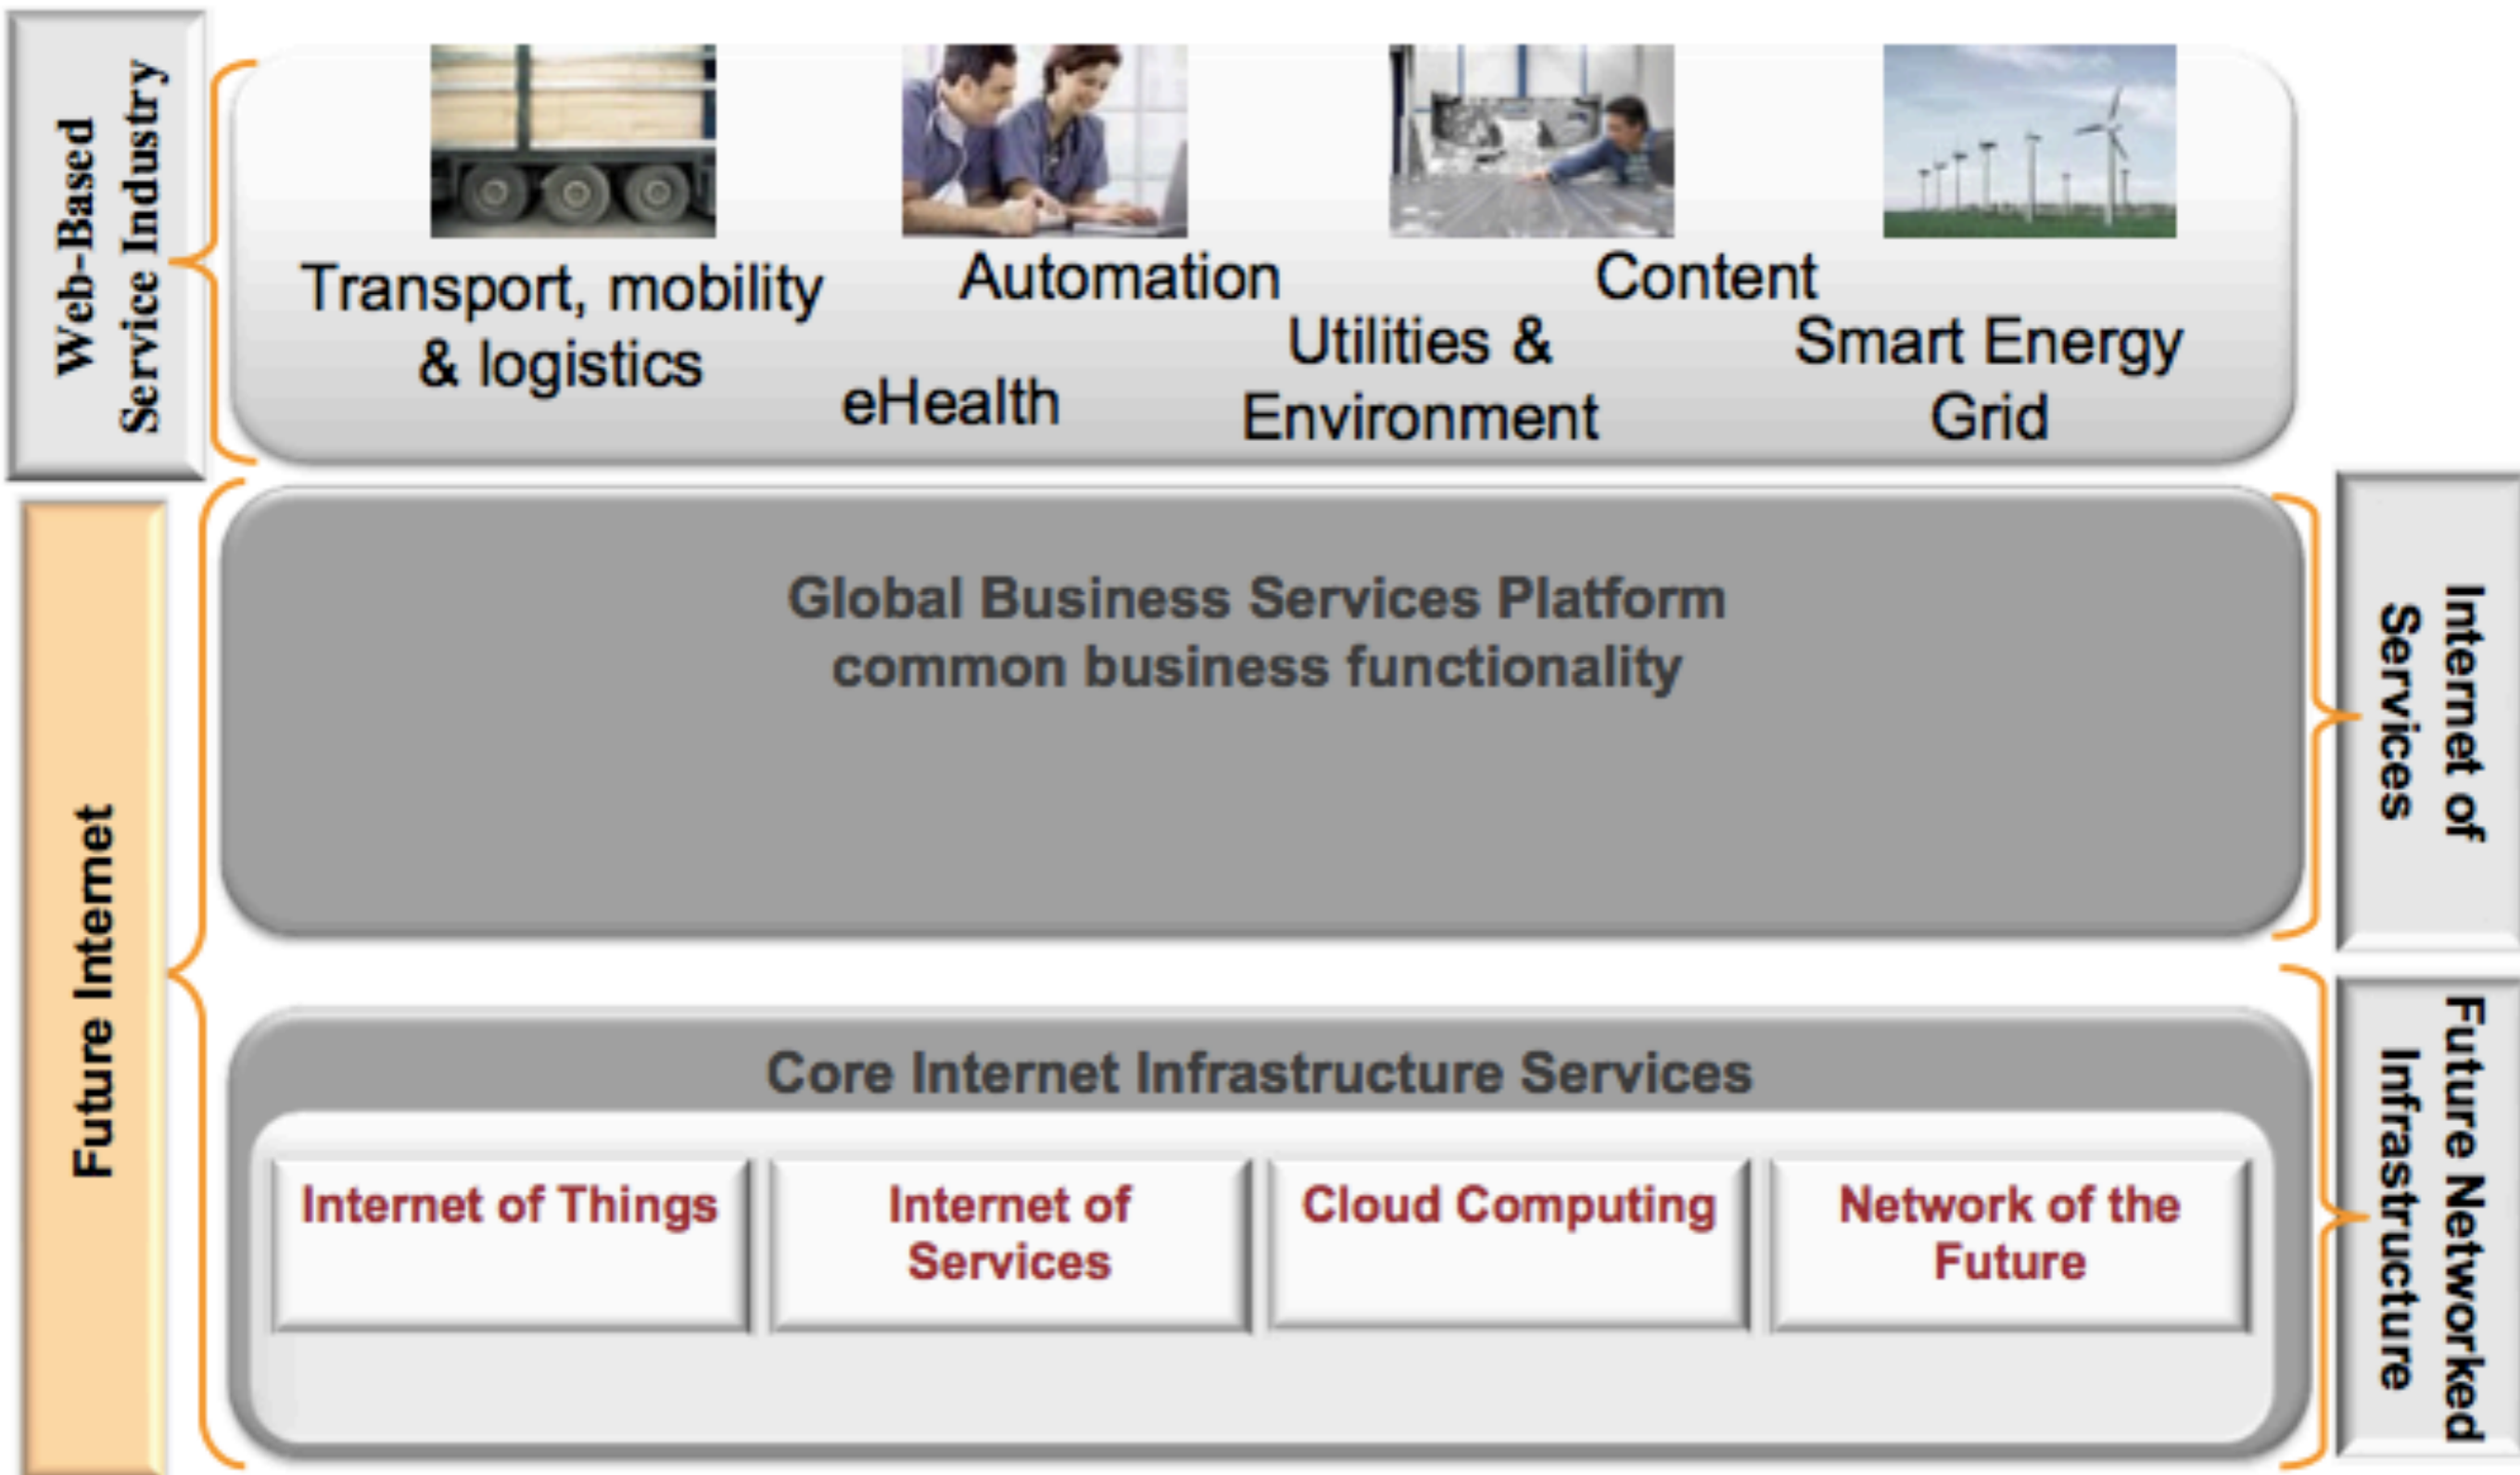 Web-Based
Service Industry
Transport, mobility
& logistics
eHealth
Automation
Utilities &
Environment
Content
Smart Energy
Grid
Future Internet
Global Business Services Platform
common business functionality
Internet of
Services
Core Internet Infrastructure Services
Internet of Things
Internet of
Services
Cloud Computing
Network of the
Future
Future Networked
Infrastructure